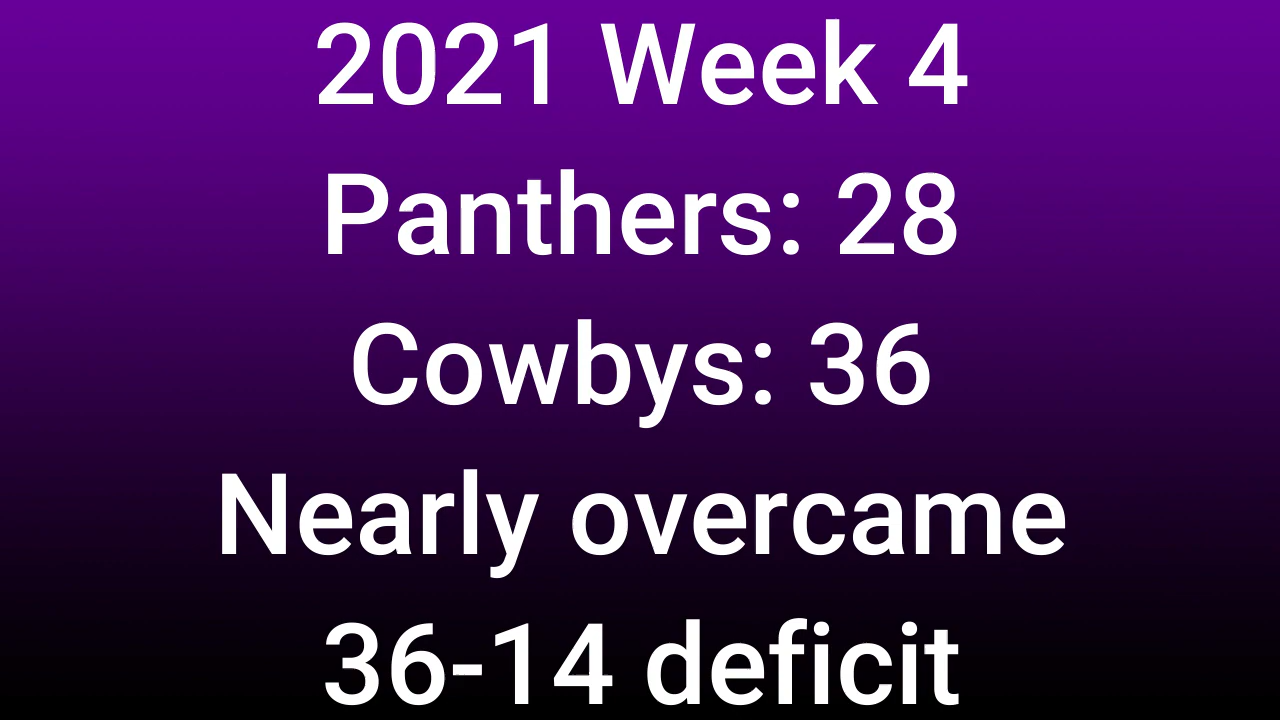 2021 Week 4
Panthers: 28
Cowbys: 36
Nearly overcame
36-14 deficit